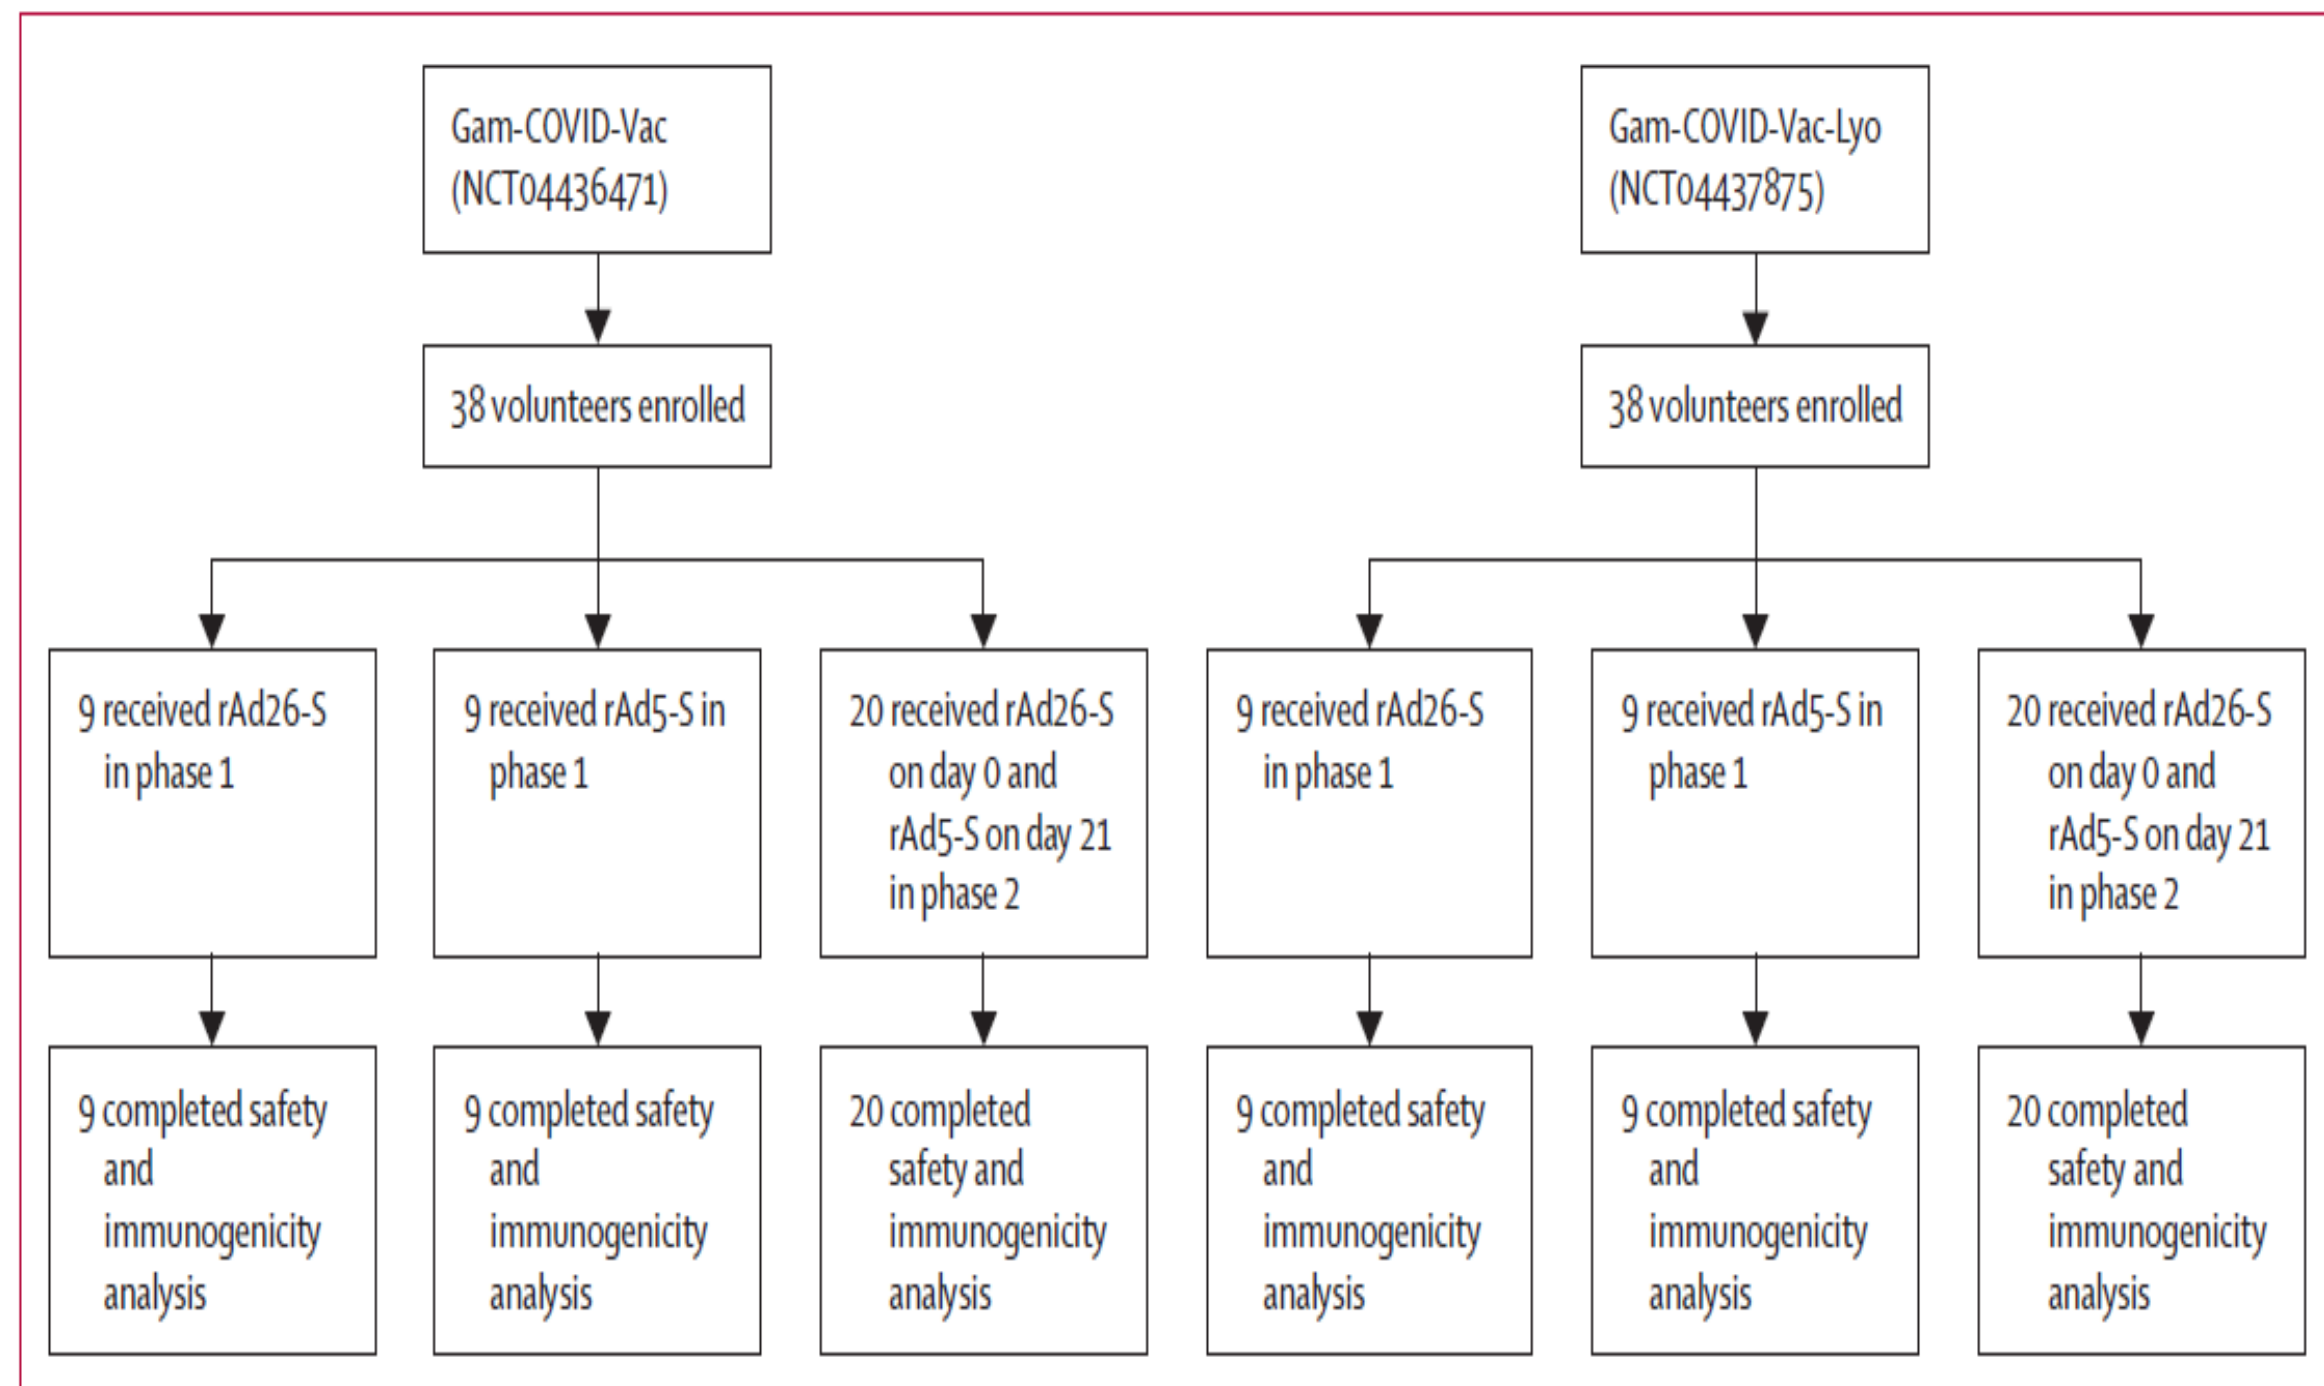 Gam-COVID-Vac
(NCT04436471)
Gam-COVID-Vac-Lyo
(NCT04437875)
38 volunteers enrolled
38 volunteers enrolled
9 received rAd26-S
in phase 1
9 received rAd5-S in
phase 1
20 received rAd26-S
on day 0 and
rAd5-S on day 21
in phase 2
9 received rAd26-S
in phase 1
9 received rAd5-S in
phase 1
20 received rAd26-S
on day 0 and
rAd5-S on day 21
in phase 2
9 completed safety
and
immunogenicity
analysis
9 completed safety
and
immunogenicity
analysis
20 completed
safety and
immunogenicity
analysis
9 completed safety
and
immunogenicity
analysis
9 completed safety
and
immunogenicity
analysis
20 completed
safety and
immunogenicity
analysis